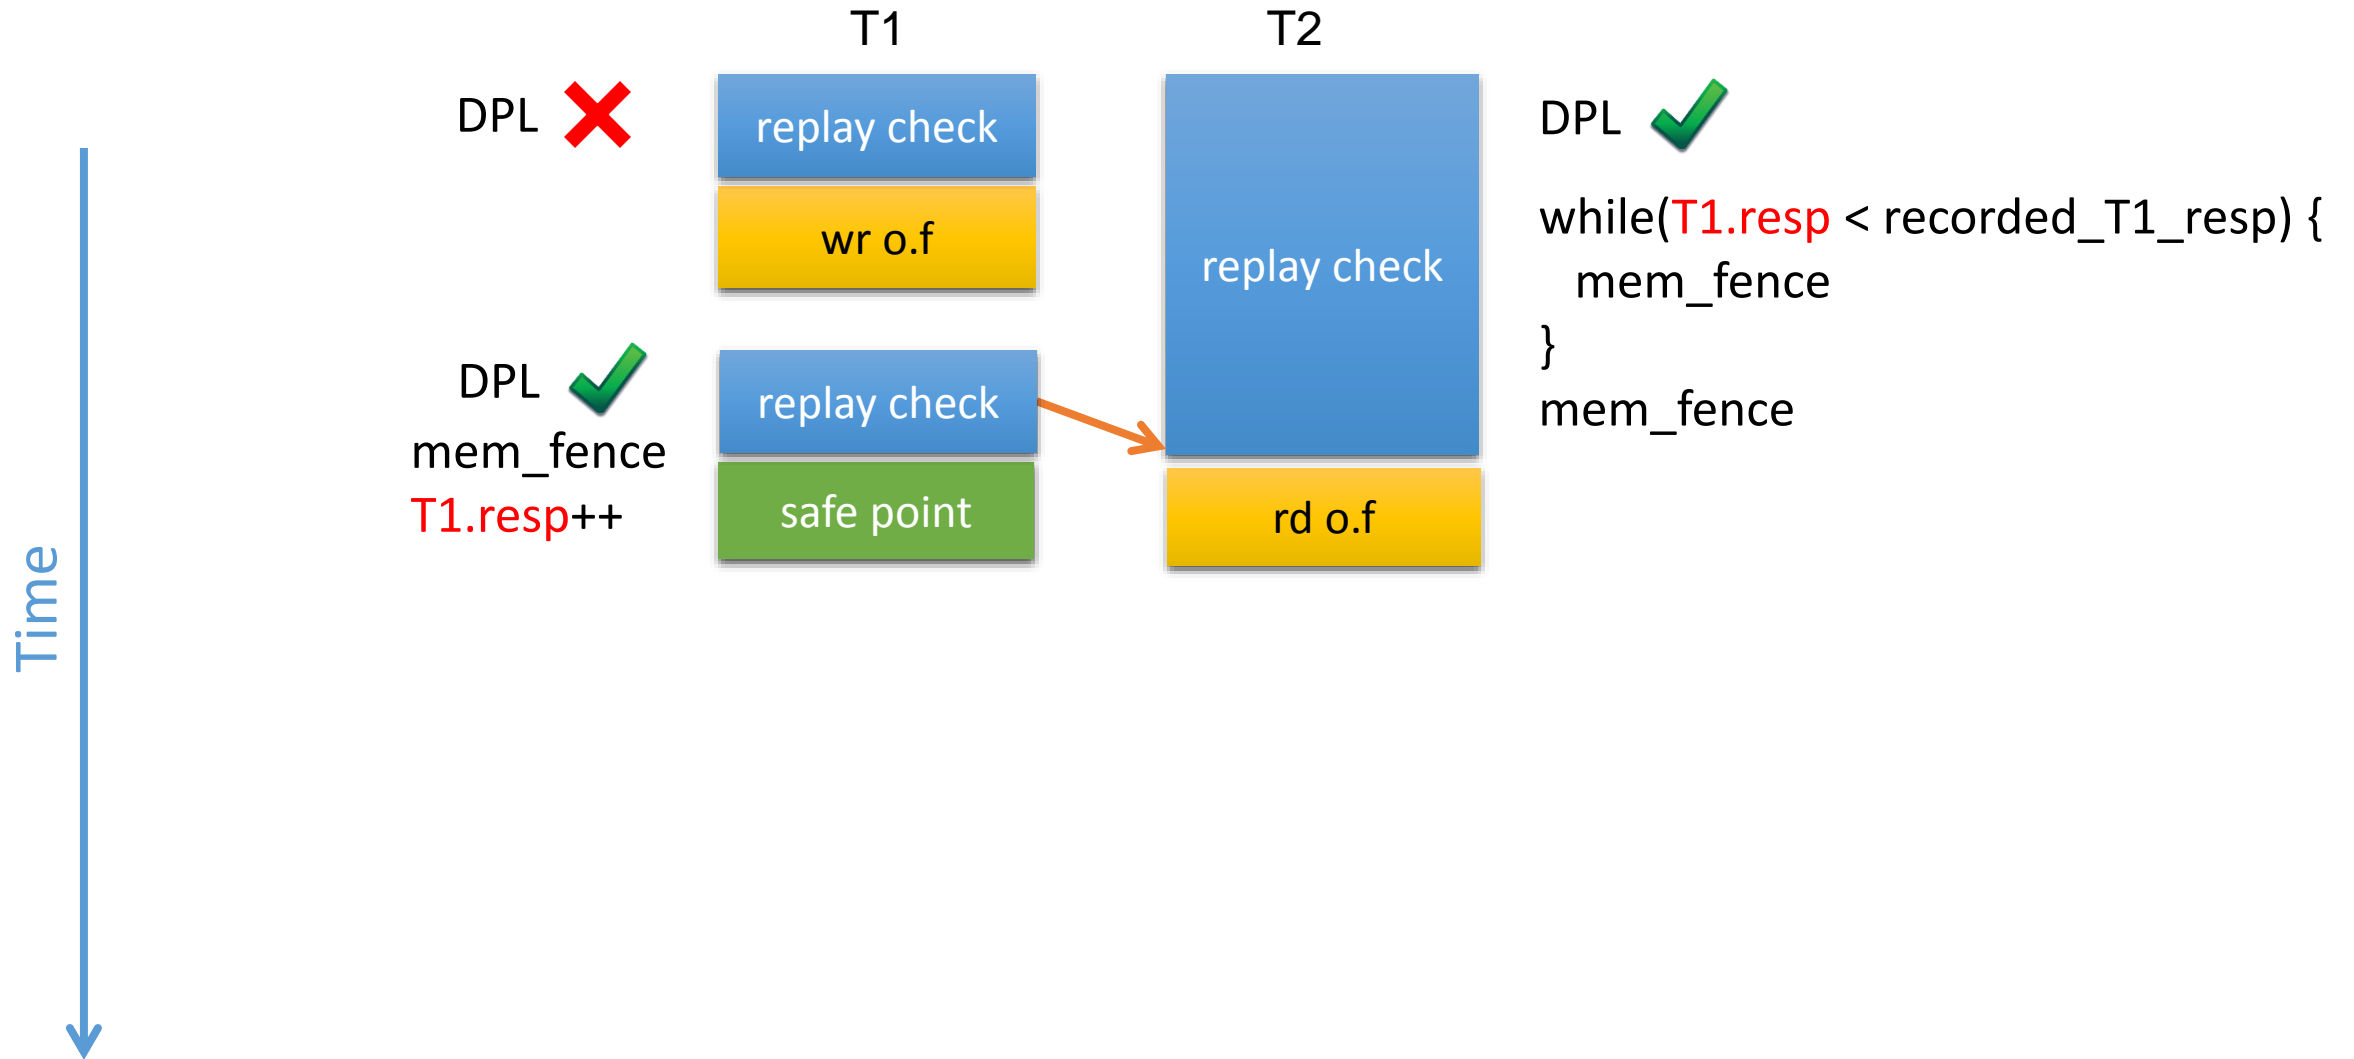 T1
T2
DPL
replay check
wr o.f
DPL
replay check
mem_fence
T1.resp++
safe point
replay check
rd o.f
DPL
while(T1.resp < recorded_T1_resp) {
mem_fence
}
mem_fence
Time